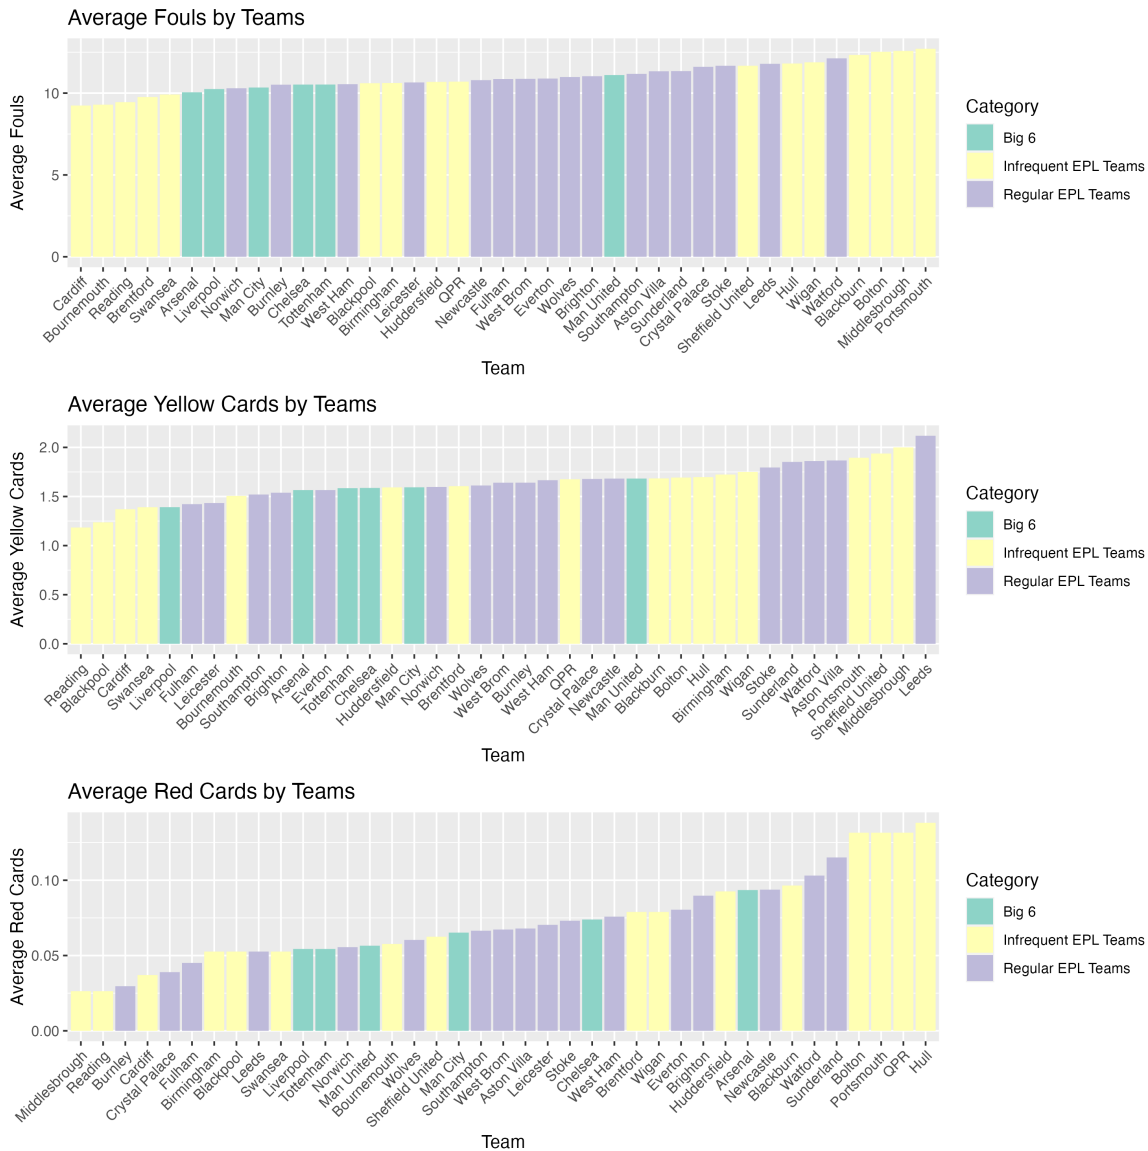 Average Fouls by Teams
Average Fouls
10
5
0
Cardiff
Bournemouth
Reading
Brentford
Swansea
Arsenal
Liverpool
Norwich
Man City
Burnley
Chelsea
Tottenham
West Ham
Blackpool
Birmingham
Leicester
Huddersfield
QPR
Newcastle
Fulham
West Brom
Everton
Wolves
Brighton
Man United
Southampton
Aston Villa
Sunderland
Crystal Palace
Stoke
Sheffield United
Leeds
Hull
Wigan
Watford
Blackburn
Bolton
Middlesbrough
Portsmouth
Team
Category
Big 6
Infrequent EPL Teams
Regular EPL Teams
Average Yellow Cards by Teams
Average Yellow Cards
2.0
1.5
1.0
0.5
0.0
Reading
Blackpool
Cardiff
Swansea
Liverpool
Fulham
Leicester
Bournemouth
Southampton
Brighton
Arsenal
Everton
Tottenham
Chelsea
Huddersfield
Man City
Norwich
Brentford
Wolves
West Brom
Burnley
West Ham
QPR
Crystal Palace
Newcastle
Man United
Blackburn
Bolton
Hull
Birmingham
Wigan
Stoke
Sunderland
Watford
Aston Villa
Portsmouth
Sheffield United
Middlesbrough
Leeds
Team
Category
Big 6
Infrequent EPL Teams
Regular EPL Teams
Average Red Cards by Teams
Average Red Cards
0.10
0.05
0.00
Middlesbrough
Reading
Burnley
Cardiff
Crystal Palace
Fulham
Birmingham
Blackpool
Leeds
Swansea
Liverpool
Tottenham
Norwich
Man United
Bournemouth
Wolves
Sheffield United
Man City
Southampton
West Brom
Aston Villa
Leicester
Stoke
Chelsea
West Ham
Brentford
Wigan
Everton
Brighton
Huddersfield
Arsenal
Newcastle
Blackburn
Watford
Sunderland
Bolton
Portsmouth
QPR
Hull
Team
Category
Big 6
Infrequent EPL Teams
Regular EPL Teams